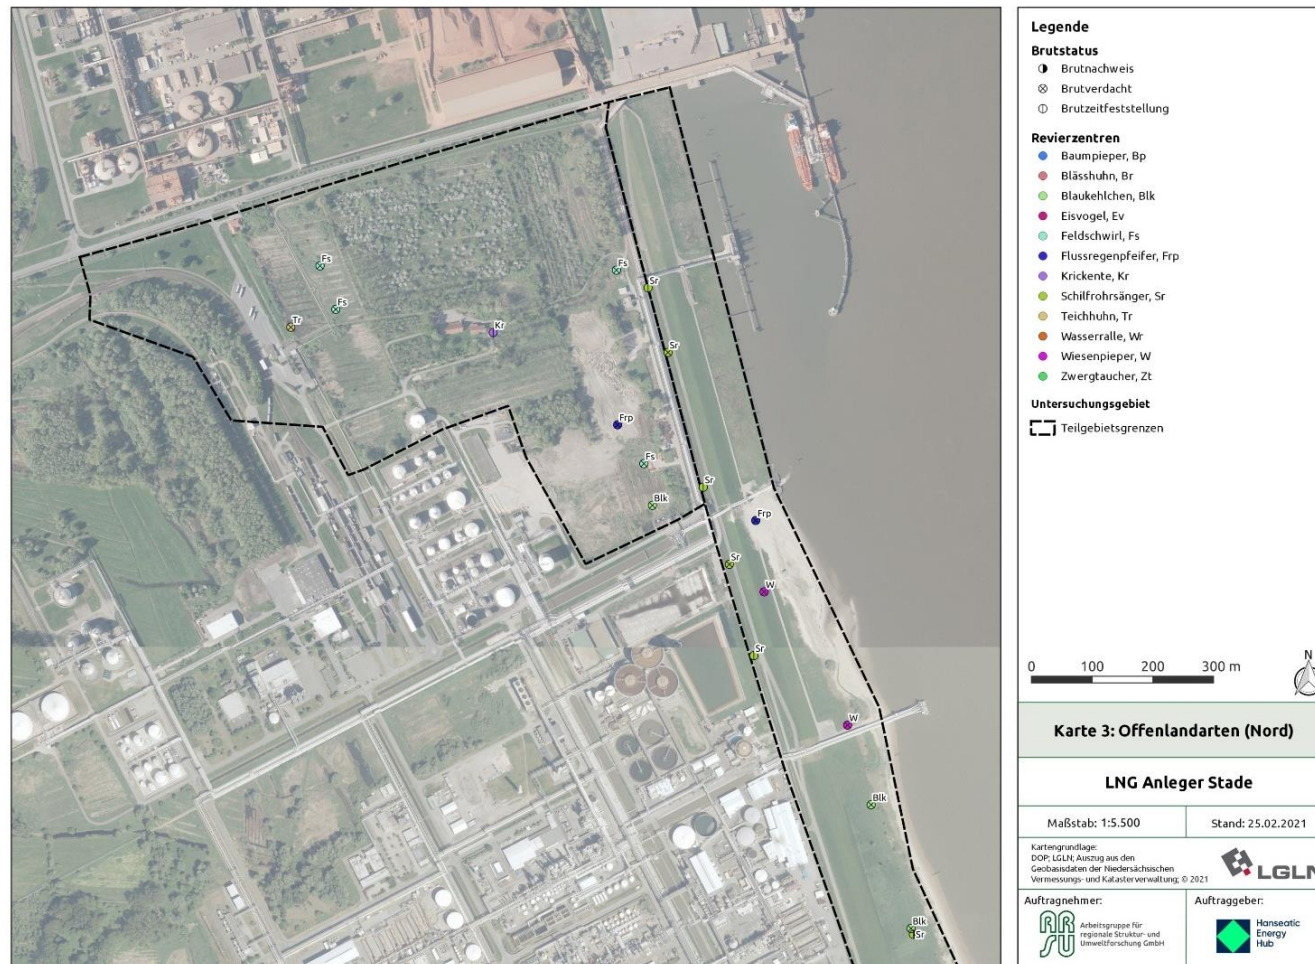 Fs
Fs
Sr
Fs
Tr
Kr
Sr
Frp
Fs
Sr
Blk
Frp
Sr
W
Sr
W
Blk
Blk
Sr
Legende
Brutstatus
Brutnachweis
Brutverdacht
Brutzeitfeststellung
Revierzentren
Baumpieper, Bp
Blässhuhn, Br
Blaukehlchen, Blk
Eisvogel, Ev
Feldschwirl, Fs
Flussregenpfeifer, Frp
Krickente, Kr
Schilfrohrsänger, Sr
Teichhuhn, Tr
Wasserralle, Wr
Wiesenpieper, W
Zwergtaucher, Zt
Untersuchungsgebiet
Teilgebietsgrenzen
N
0 100 200 300 m
Karte 3: Offenlandarten (Nord)
LNG Anleger Stade
Maßstab: 1:5.500
Stand: 25.02.2021
Kartengrundlage:
DOP; LGLN; Auszug aus den
Geobasisdaten der Niedersächsischen
Vermessungs- und Katasterverwaltung; © 2021
LGLN
Auftragnehmer:
ARSU
Arbeitsgruppe für
regionale Struktur- und
Umweltforschung GmbH
Auftraggeber:
Hanseatic
Energy
Hub